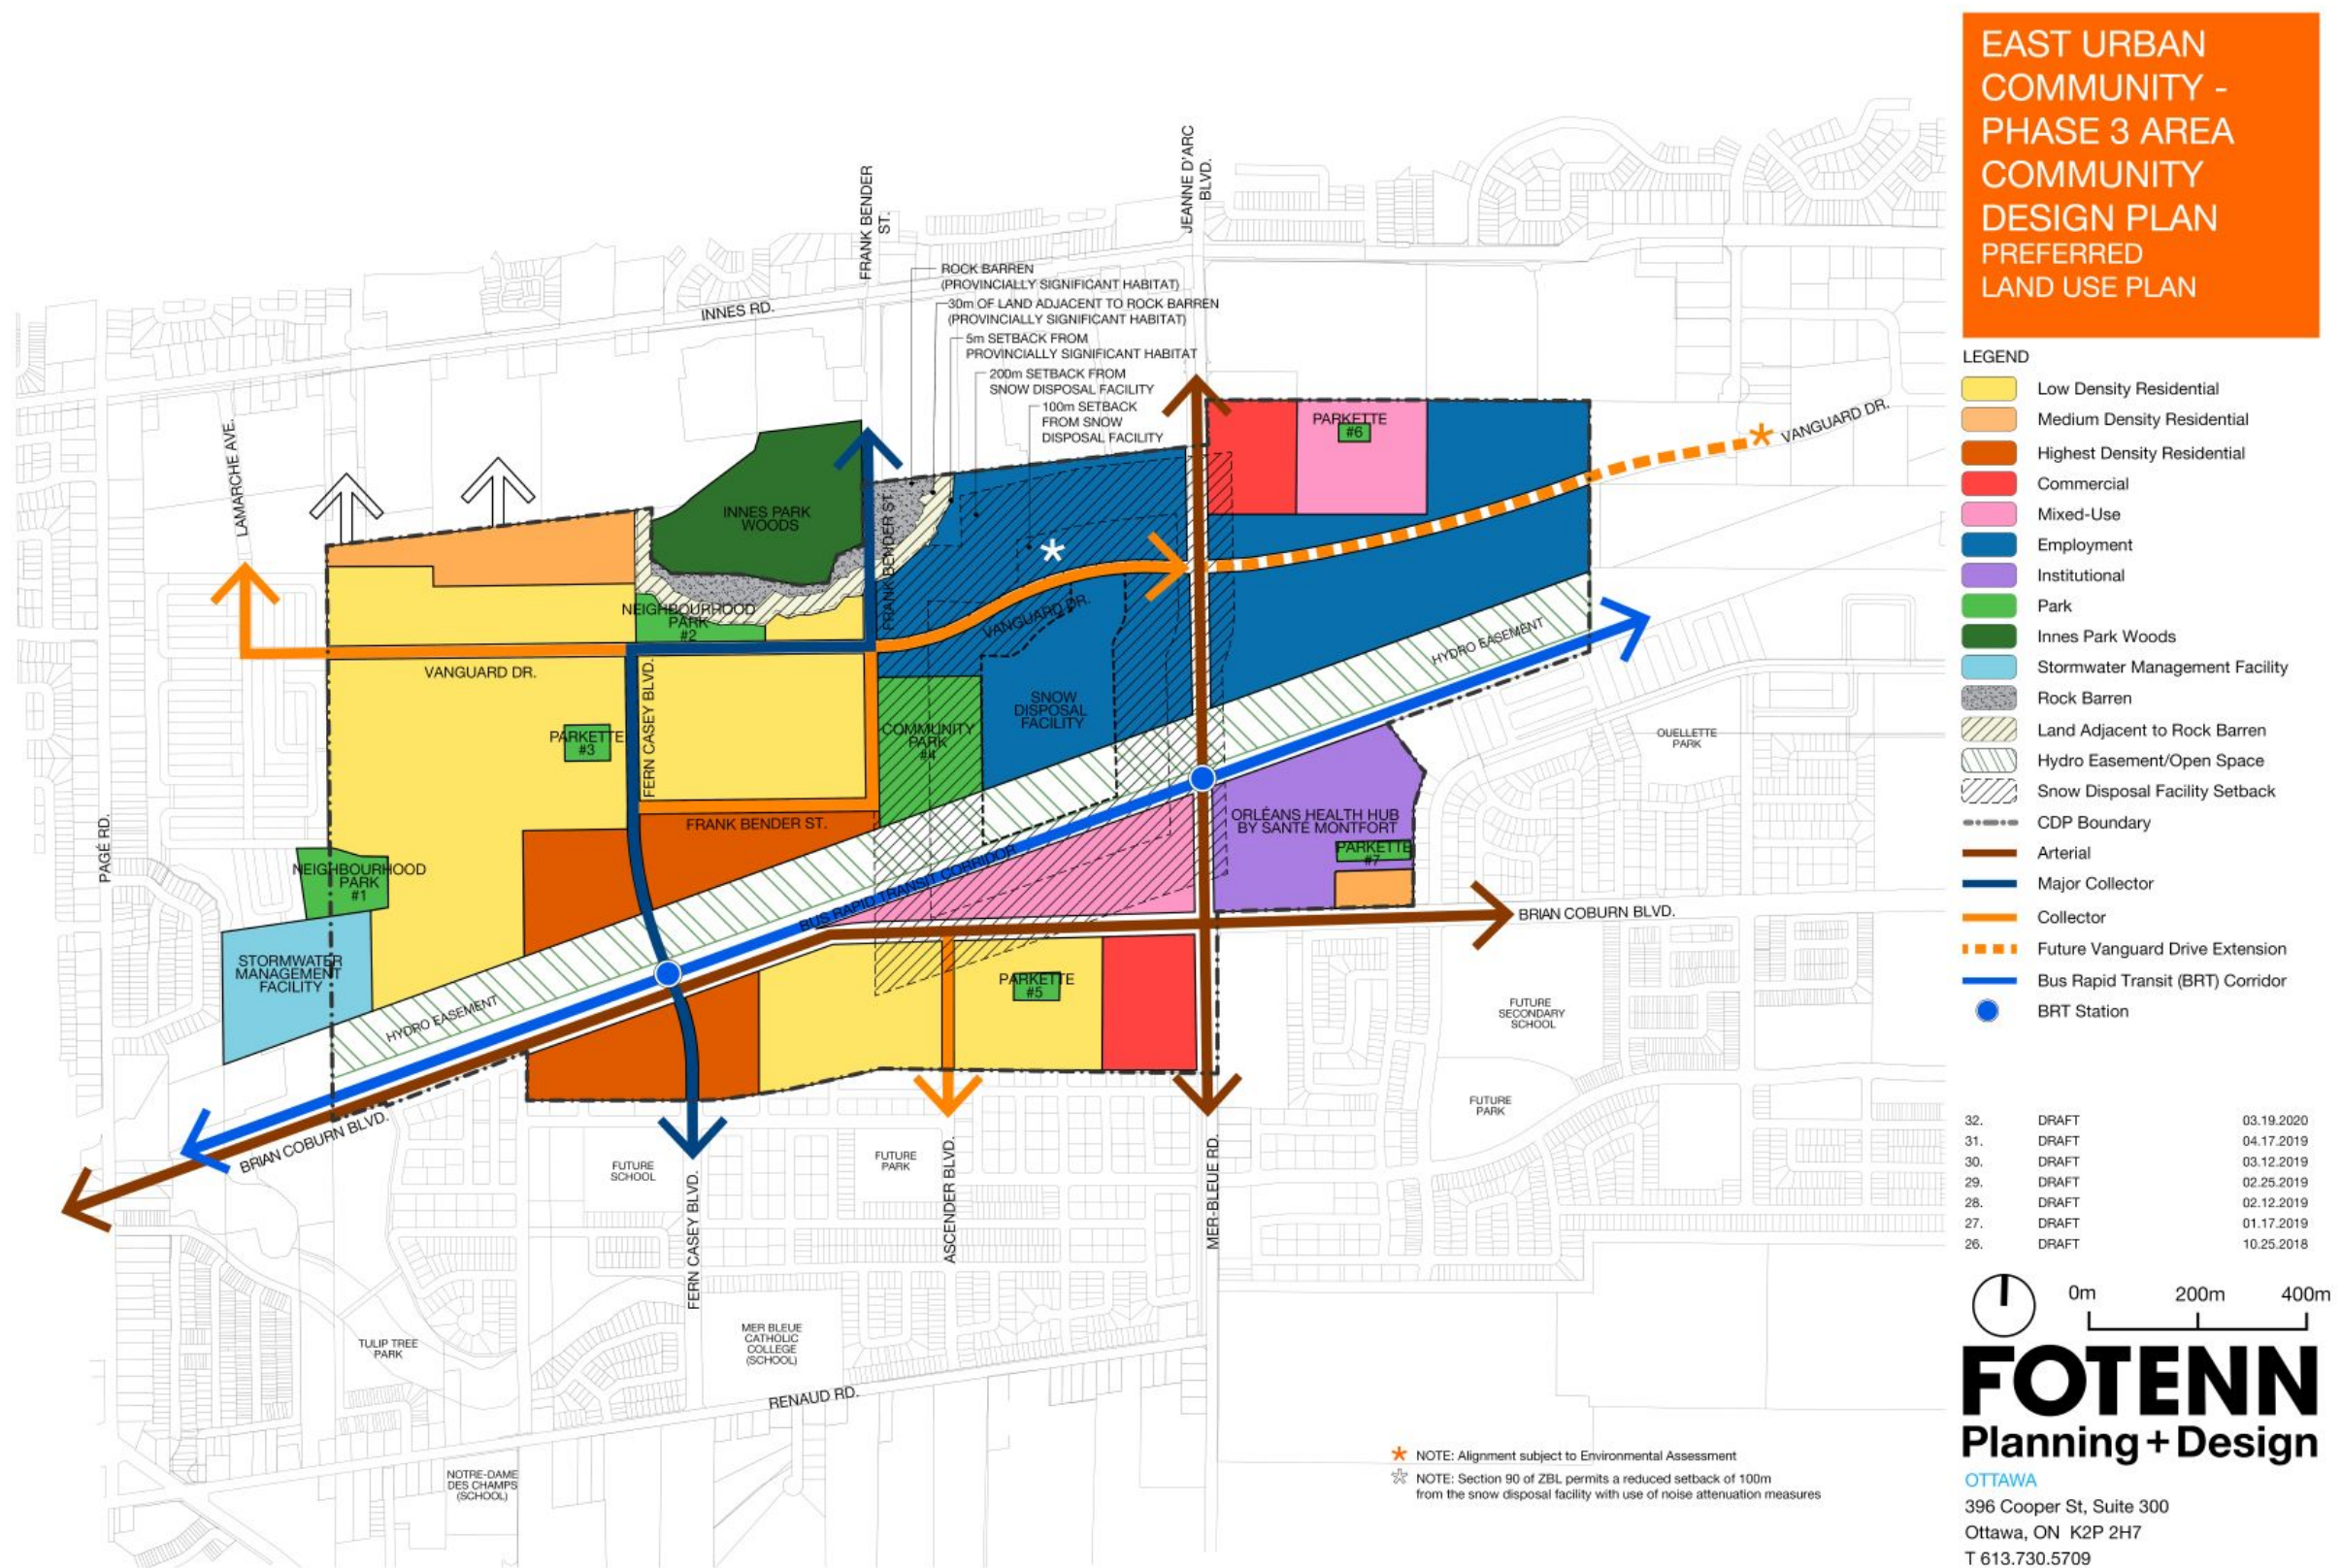 EAST URBAN
COMMUNITY -
PHASE 3 AREA
COMMUNITY
DESIGN PLAN
PREFERRED
LAND USE PLAN
LEGEND
Low Density Residential
Medium Density Residential
Highest Density Residential
Commercial
Mixed-Use
Employment
Institutional
Park
Innes Park Woods
Stormwater Management Facility
Rock Barren
Land Adjacent to Rock Barren
Hydro Easement/Open Space
Snow Disposal Facility Setback
CDP Boundary
Arterial
Major Collector
Collector
Future Vanguard Drive Extension
Bus Rapid Transit (BRT) Corridor
BRT Station
32. DRAFT 03.19.2020
31. DRAFT 04.17.2019
30. DRAFT 03.12.2019
29. DRAFT 02.25.2019
28. DRAFT 02.12.2019
27. DRAFT 01.17.2019
26. DRAFT 10.25.2018
0m 200m 400m
FOTENN
Planning + Design
OTTAWA
396 Cooper St, Suite 300
Ottawa, ON K2P 2H7
T 613.730.5709
JEANNE D'ARC
BLVD.
FRANK BENDER
ST.
INNES RD.
ROCK BARREN
(PROVINCIALLY SIGNIFICANT HABITAT)
30m OF LAND ADJACENT TO ROCK BARREN
(PROVINCIALLY SIGNIFICANT HABITAT)
5m SETBACK FROM
PROVINCIALLY SIGNIFICANT HABITAT
200m SETBACK FROM
SNOW DISPOSAL FACILITY
100m SETBACK
FROM SNOW
DISPOSAL FACILITY
LAMARCHE AVE.
PARKETTE
#6
VANGUARD DR.
INNES PARK
WOODS
FRANK BENDER ST.
NEIGHBOURHOOD
PARK
#2
VANGUARD DR.
VANGUARD DR.
HYDRO EASEMENT
FERN CASEY BLVD.
PARKETTE
#3
COMMUNITY
PARK
#4
SNOW
DISPOSAL
FACILITY
OUELLETTE
PARK
PAGÉ RD.
FRANK BENDER ST.
ORLÉANS HEALTH HUB
BY SANTÉ MONTFORT
PARKETTE
#7
NEIGHBOURHOOD
PARK
#1
BUS RAPID TRANSIT CORRIDOR
BRIAN COBURN BLVD.
STORMWATER
MANAGEMENT
FACILITY
HYDRO EASEMENT
PARKETTE
#5
FUTURE
SECONDARY
SCHOOL
FUTURE
PARK
BRIAN COBURN BLVD.
FUTURE
SCHOOL
FUTURE
PARK
FERN CASEY BLVD.
ASCENDER BLVD.
MER-BLEUE RD.
TULIP TREE
PARK
MER BLEUE
CATHOLIC
COLLEGE
(SCHOOL)
RENAUD RD.
NOTRE-DAME
DES CHAMPS
(SCHOOL)
NOTE: Alignment subject to Environmental Assessment
NOTE: Section 90 of ZBL permits a reduced setback of 100m
from the snow disposal facility with use of noise attenuation measures